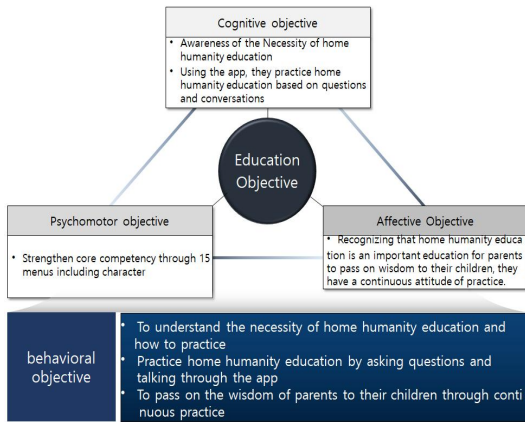 Cognitive objective
• Awareness of the Necessity of home
humanity education
• Using the app, they practice home
humanity education based on questions
and conversations
Education
Objective
Psychomotor objective
• Strengthen core competency through 15
menus including character
Affective Objective
• Recognizing that home humanity educa
tion is an important education for parents
to pass on wisdom to their children, they
have a continuous attitude of practice.
behavioral
objective
• To understand the necessity of home humanity education and
how to practice
• Practice home humanity education by asking questions and
talking through the app
• To pass on the wisdom of parents to their children through conti
nuous practice